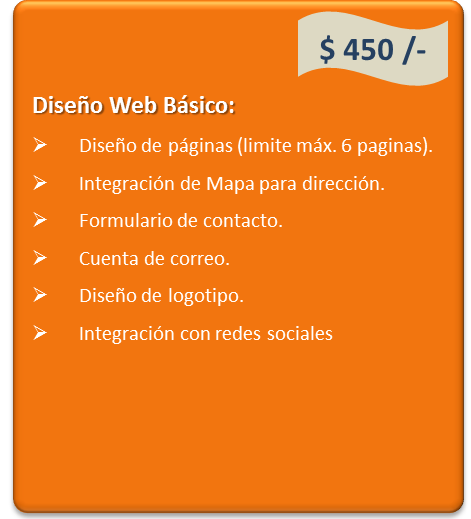 $ 450 /-
Diseño Web Básico:
Diseño de páginas (limite máx. 6 paginas).
Integración de Mapa para dirección.
Formulario de contacto.
Cuenta de correo.
Diseño de logotipo.
Integración con redes sociales